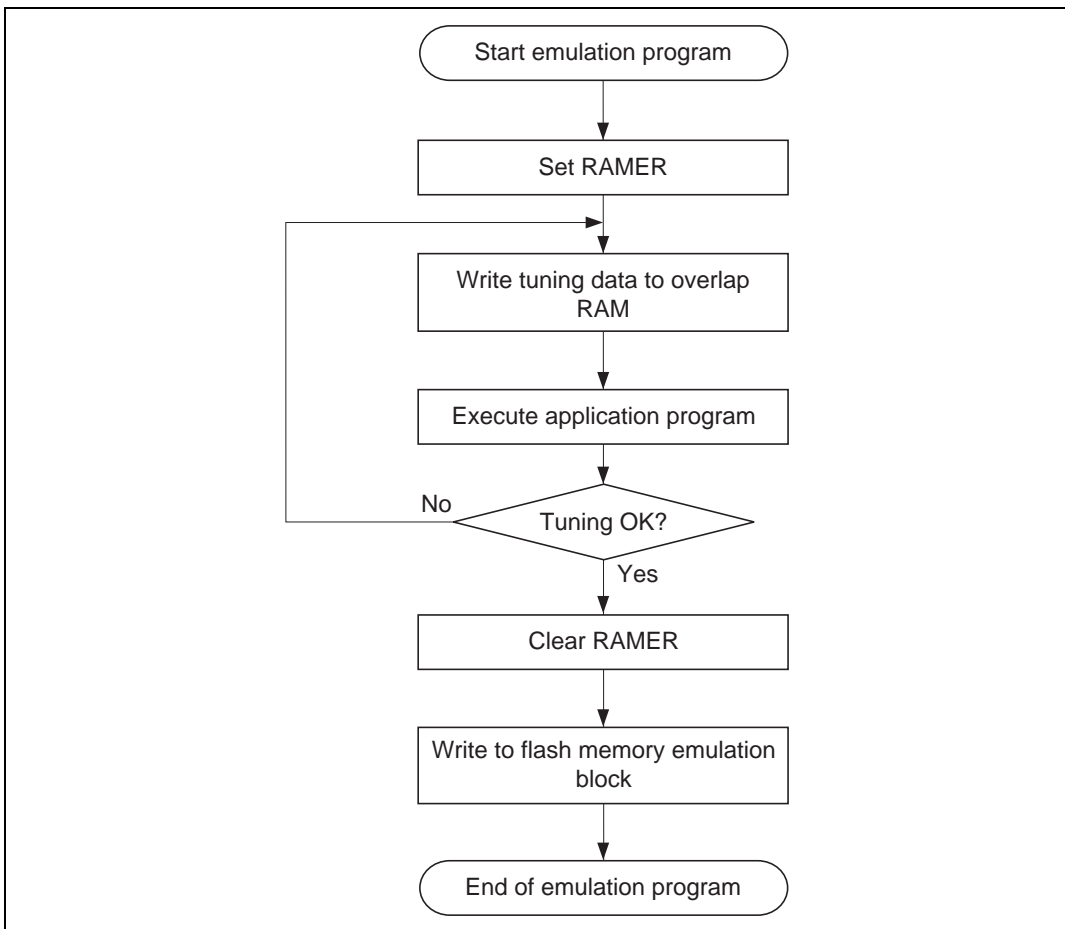 Start emulation program
Set RAMER
Write tuning data to overlap
RAM
Execute application program
No
Tuning OK?
Yes
Clear RAMER
Write to flash memory emulation
block
End of emulation program